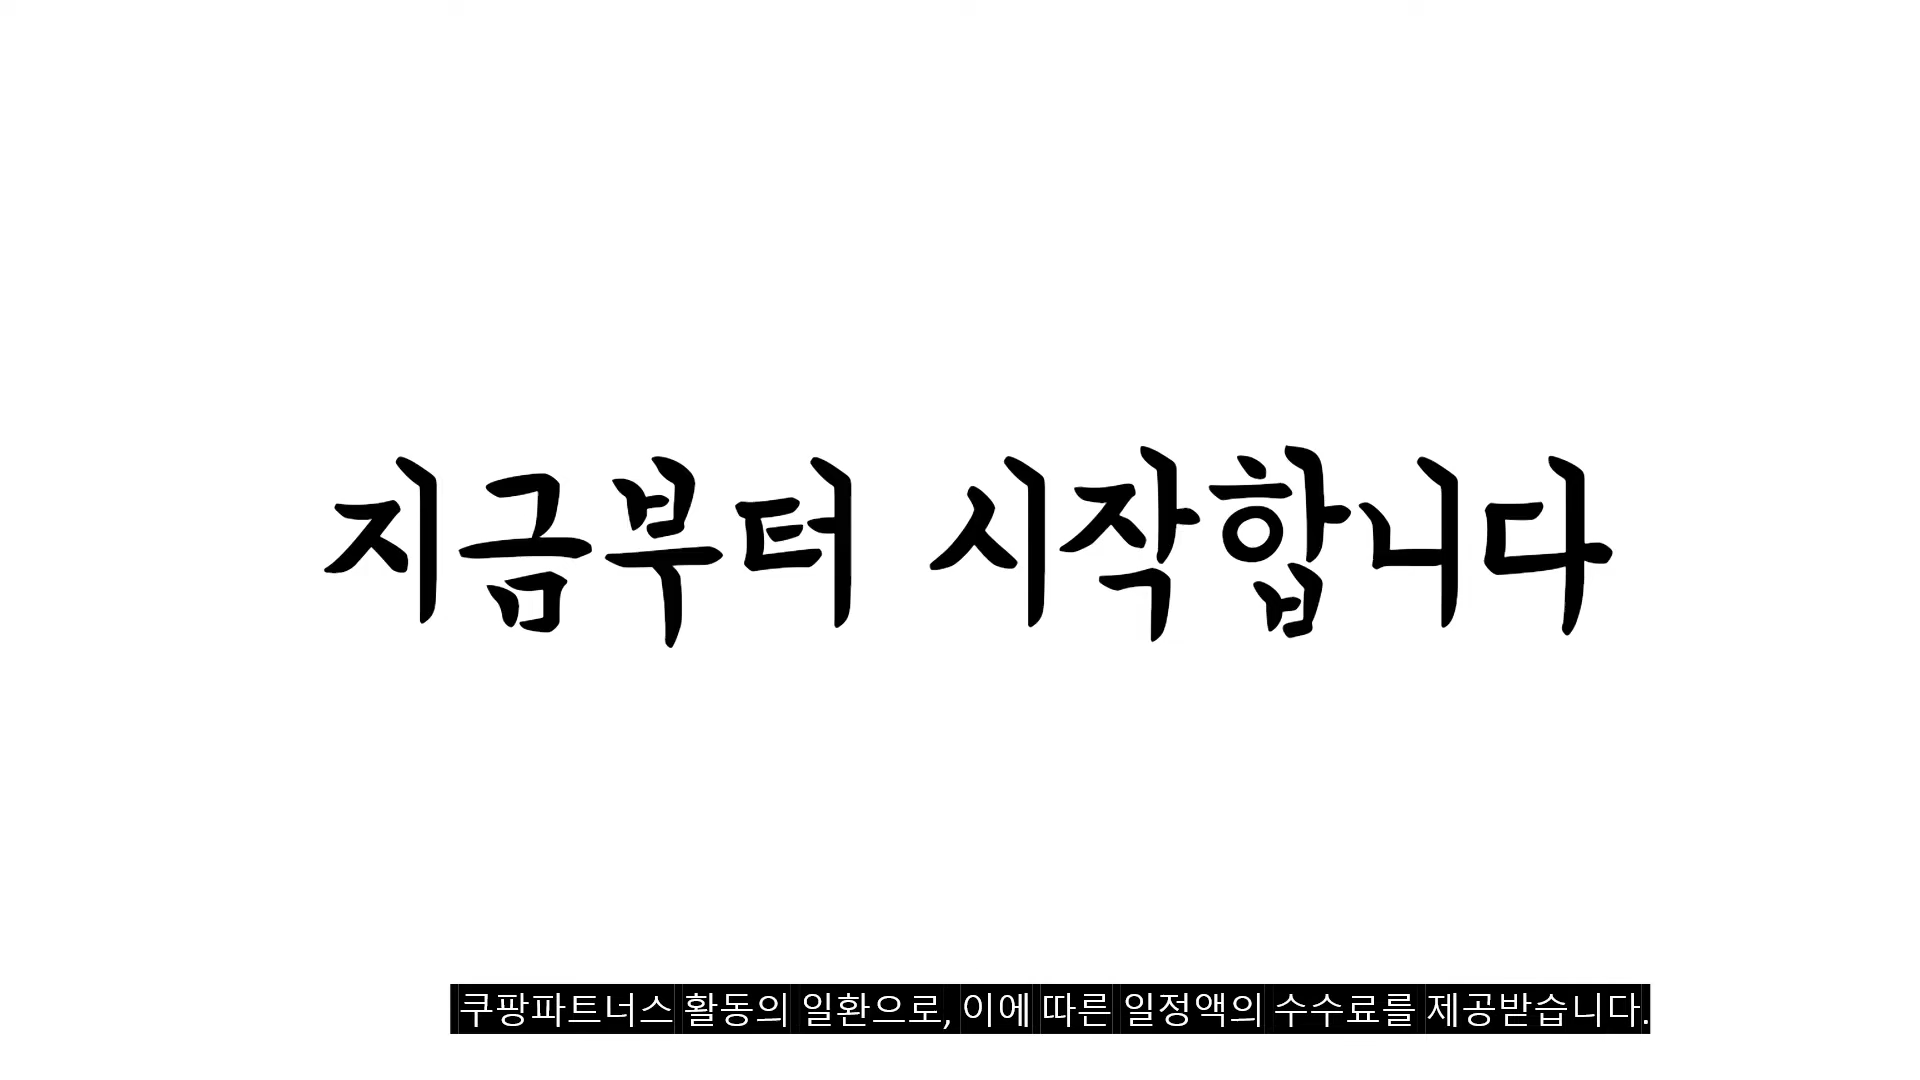 지금부터 시작합니다
쿠팡파트너스 활동의 일환으로, 이에 따른 일정액의 수수료를 제공받습니다.